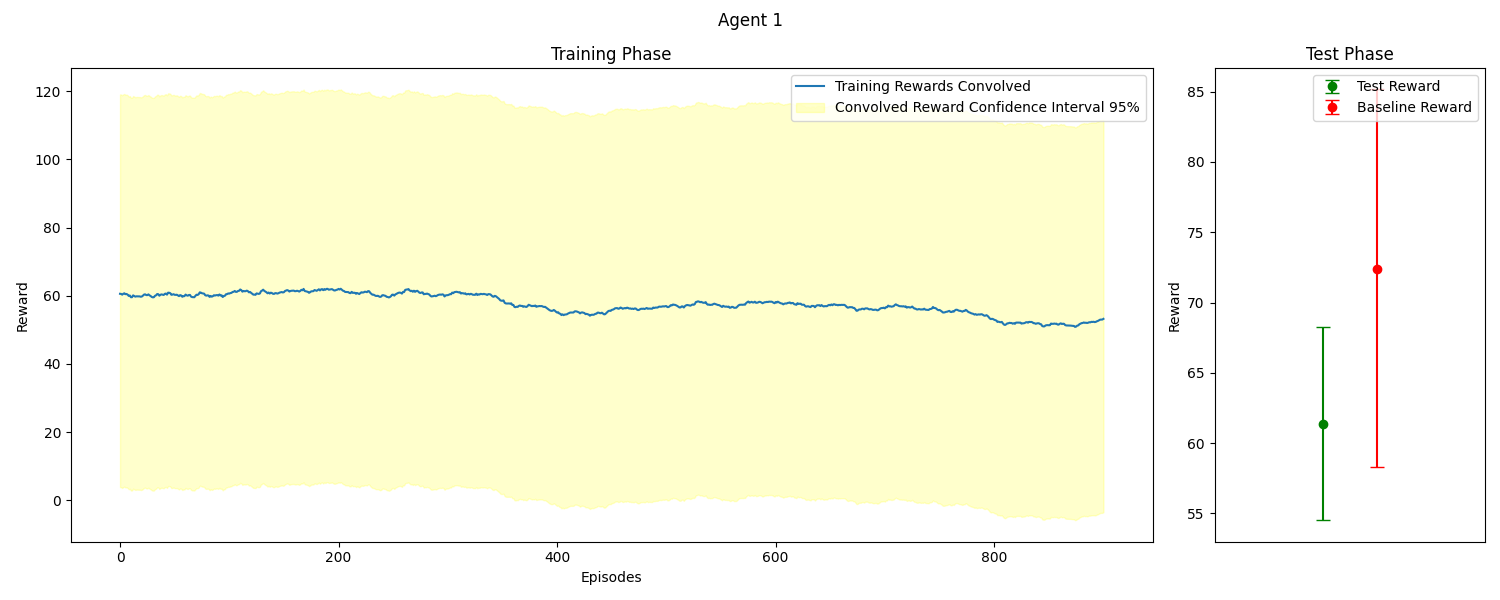 Agent 1
Training Phase
Training Rewards Convolved
Convolved Reward Confidence Interval 95%
120
100
80
60
40
20
0
Reward
0 200 400 600 800
Episodes
Test Phase
Test Reward
Baseline Reward
85
80
75
70
65
60
55
Reward